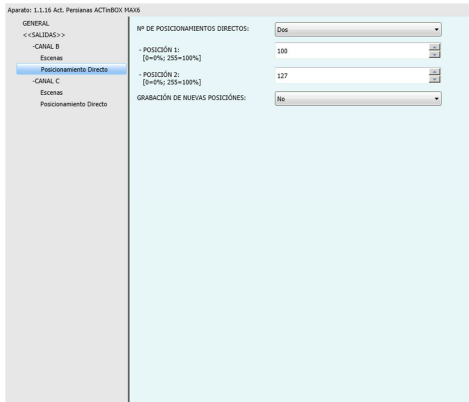 Aparato: 1.1.16 Act. Persianas ACTinBOX MAX6
GENERAL
<<SALIDAS>>
-CANAL B
Escenas
Posicionamiento Directo
-CANAL C
Escenas
Posicionamiento Directo
Nº DE POSICIONAMIENTOS DIRECTOS:
Dos
- POSICIÓN 1:
[0=0%; 255=100%]
100
- POSICIÓN 2:
[0=0%; 255=100%]
127
GRABACIÓN DE NUEVAS POSICIÓNES:
No